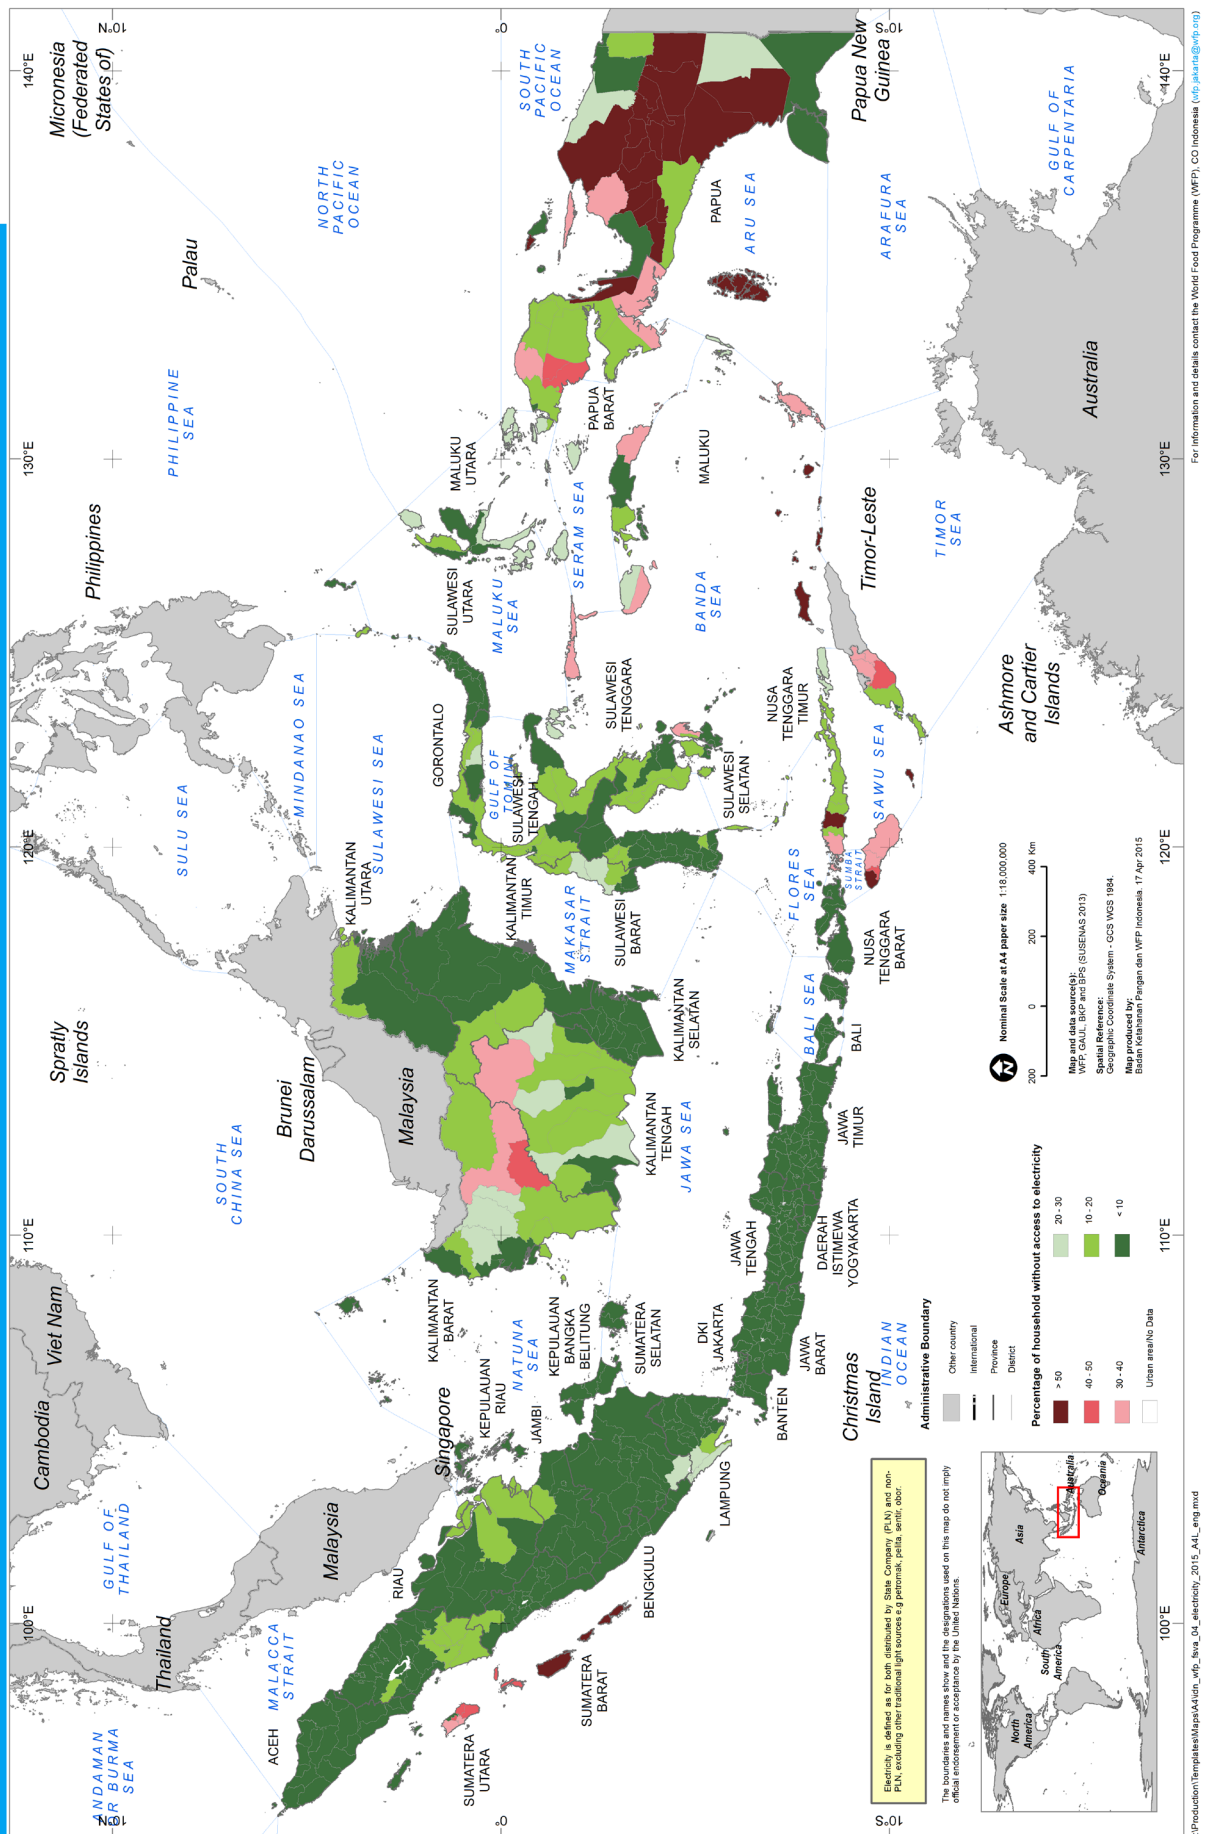 90°E
100°E
110°E
120°E
130°E
140°E
10°N
0°
10°S
ANDAMAN
OR BURMA
SEA
Thailand
GULF OF
THAILAND
Cambodia
Viet Nam
SOUTH
CHINA SEA
Spratly
Islands
SULU SEA
Philippines
PHILIPPINE
SEA
Palau
Micronesia
(Federated
States of)
MALACCA
STRAIT
Malaysia
Brunei
Darussalam
Malaysia
MINDANAO SEA
SULAWESI SEA
NORTH
PACIFIC
OCEAN
SOUTH
PACIFIC
OCEAN
ACEH
RIAU
Singapore
KEPULAUAN
RIAU
JAMBI
NATUNA
SEA
KALIMANTAN
BARAT
KALIMANTAN
UTARA
KALIMANTAN
TIMUR
GORONTALO
SULAWESI
UTARA
MALUKU
UTARA
MALUKU
SEA
GULF OF
TOMINI
SULAWESI
TENGAH
SUMATERA
UTARA
SUMATERA
BARAT
BENGKULU
LAMPUNG
KEPULAUAN
BANGKA
BELITUNG
SUMATERA
SELATAN
KALIMANTAN
TENGAH
KALIMANTAN
SELATAN
MAKASAR
STRAIT
SULAWESI
BARAT
SULAWESI
TENGGARA
SULAWESI
SELATAN
SERAM SEA
PAPUA
BARAT
MALUKU
PAPUA
BANDA
SEA
ARU SEA
JAWA SEA
DKI
JAKARTA
BANTEN
JAWA
BARAT
JAWA
TENGAH
DAERAH
ISTIMEWA
YOGYAKARTA
JAWA
TIMUR
BALI
BALI SEA
FLORES
SEA
SUMBA
STRAIT
NUSA
TENGGARA
BARAT
NUSA
TENGGARA
TIMUR
SAWU SEA
Timor-Leste
TIMOR
SEA
ARAFURA
SEA
Papua New
Guinea
GULF OF
CARPENTARIA
Australia
Ashmore
and Cartier
Islands
Christmas
Island
INDIAN
OCEAN
Electricity is defined as for both distributed by State Company (PLN) and non-
PLN, excluding other traditional light sources e.g petromak, pelita, sentir, obor.
The boundaries and names show and the designations used on this map do not imply
official endorsement or acceptance by the United Nations.
North
America
South
America
Europe
Africa
Asia
Australia
Oceania
Antarctica
Administrative Boundary
Other country
International
Province
District
Percentage of household without access to electricity
> 50
40 - 50
30 - 40
Urban area/No Data
20 - 30
10 - 20
< 10
N
Nominal Scale at A4 paper size 1:18,000,000
200
0
200
400
Km
Map and data source(s):
WFP, GAUL, BKP and BPS (SUSENAS 2013)
Spatial Reference:
Geographic Coordinate System - GCS WGS 1984.
Map produced by:
Badan Ketahanan Pangan dan WFP Indonesia. 17 Apr 2015
100°E
110°E
120°E
130°E
140°E
:\Production\Templates\Maps\A4\idn_wfp_fsva_04_electricity_2015_A4L_eng.mxd
For Information and details contact the World Food Programme (WFP), CO Indonesia (wfp.jakarta@wfp.org)